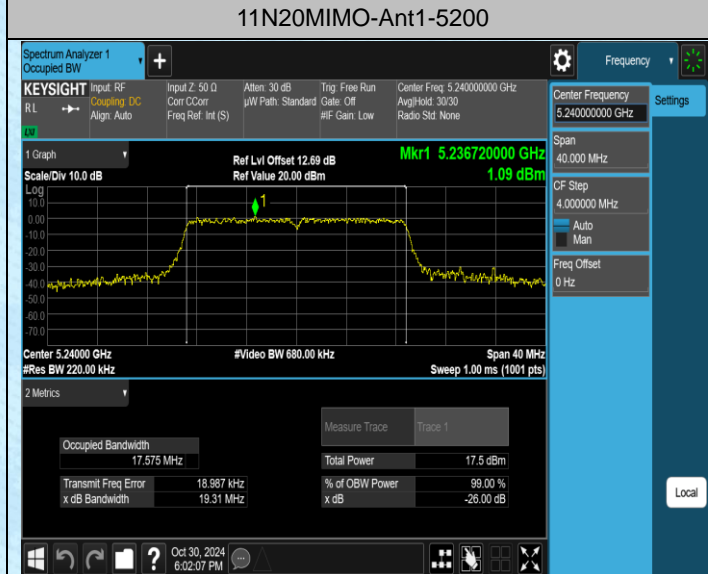 11N20MIMO-Ant1-5200
Spectrum Analyzer 1
Occupied BW
+
Frequency
KEYSIGHT
Input: RF
Input Z: 50 Ω
Atten: 30 dB
Trig: Free Run
Center Freq: 5.240000000 GHz
RL
Coupling: DC
Corr CCorr
µW Path: Standard
Gate: Off
Avg|Hold: 30/30
Align: Auto
Freq Ref: Int (S)
#IF Gain: Low
Radio Std: None
LXI
Center Frequency
5.240000000 GHz
Settings
Span
40.000 MHz
CF Step
4.000000 MHz
Auto
Man
Freq Offset
0 Hz
1 Graph
Ref Lvl Offset 12.69 dB
Mkr1 5.236720000 GHz
Scale/Div 10.0 dB
Ref Value 20.00 dBm
1.09 dBm
Log
10.0
1
0.00
-10.0
-20.0
-30.0
-40.0
-50.0
-60.0
-70.0
Center 5.24000 GHz
#Video BW 680.00 kHz
Span 40 MHz
#Res BW 220.00 kHz
Sweep 1.00 ms (1001 pts)
2 Metrics
Measure Trace
Trace 1
Occupied Bandwidth
17.575 MHz
Total Power
17.5 dBm
Transmit Freq Error
18.987 kHz
% of OBW Power
99.00 %
x dB Bandwidth
19.31 MHz
x dB
-26.00 dB
Local
?
Oct 30, 2024
6:02:07 PM